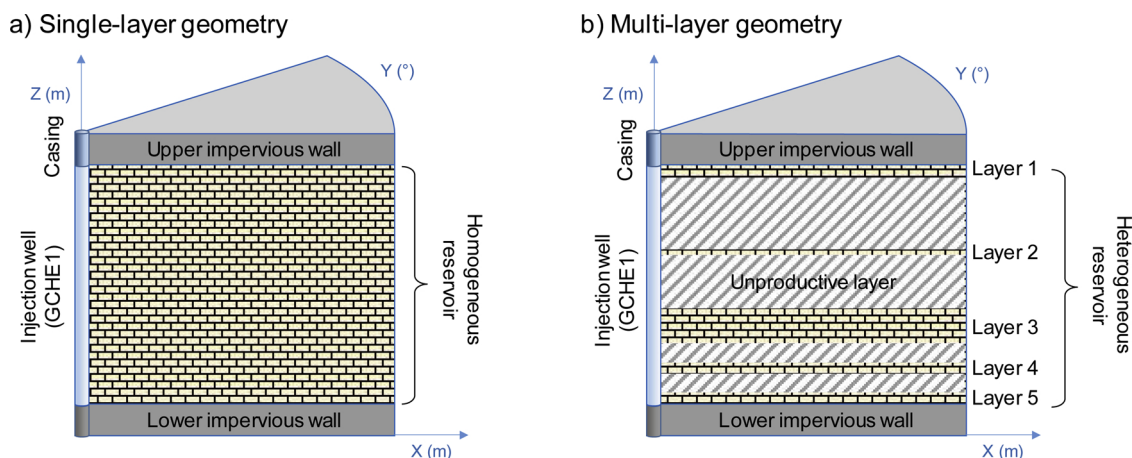 a) Single-layer geometry
Z (m)
Y (°)
Casing
Upper impervious wall
Injection well
(GCHE1)
Homogeneous
reservoir
Lower impervious wall
X (m)
b) Multi-layer geometry
Z (m)
Y (°)
Casing
Upper impervious wall
Layer 1
Layer 2
Unproductive layer
Injection well
(GCHE1)
Heterogeneous
reservoir
Layer 3
Layer 4
Layer 5
Lower impervious wall
X (m)